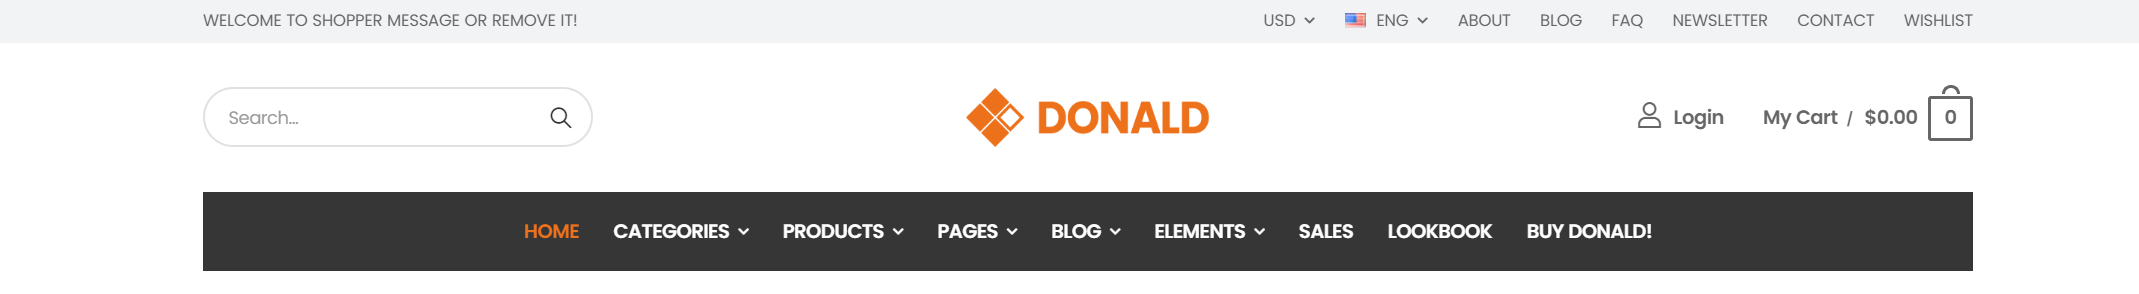 WELCOME TO SHOPPER MESSAGE OR REMOVE IT! USD ENG ABOUT BLOG FAQ NEWSLETTER CONTACT WISHLIST
Search... DONALD Login My Cart / $0.00 0
HOME CATEGORIES PRODUCTS PAGES BLOG ELEMENTS SALES LOOKBOOK BUY DONALD!